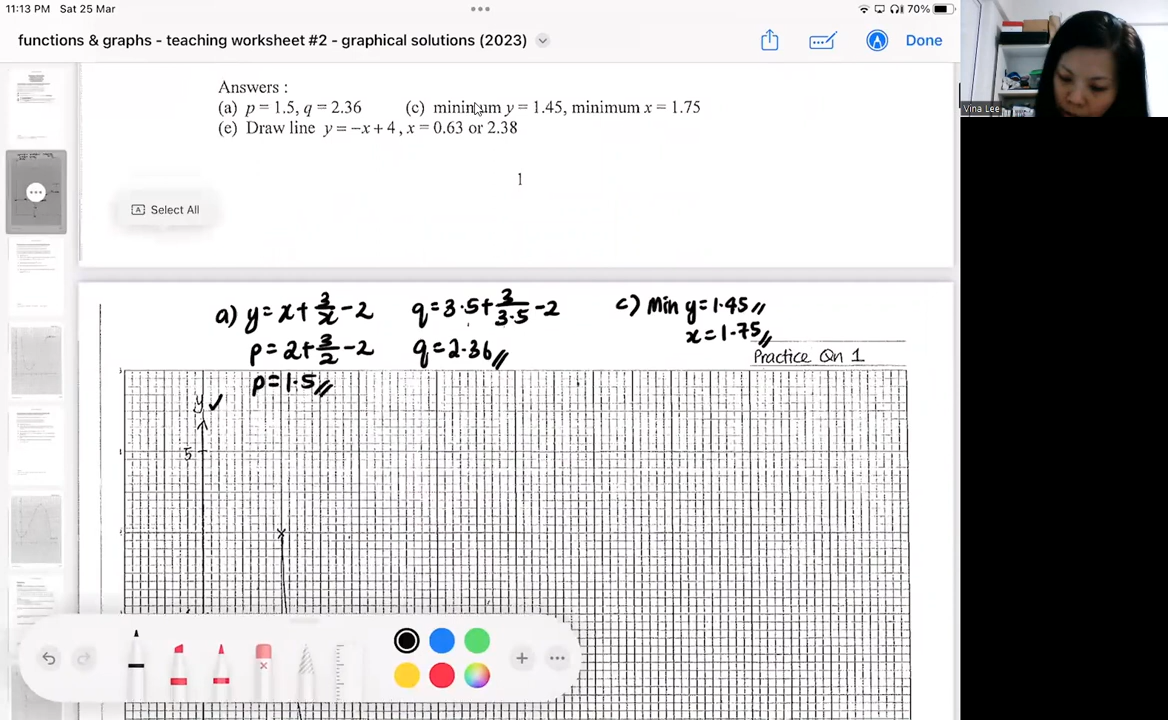 11:13 PM Sat 25 Mar
70%
functions & graphs - teaching worksheet #2 - graphical solutions (2023)
Done
Vina Lee
Answers :
(a) p = 1.5, q = 2.36 (c) minimum y = 1.45, minimum x = 1.75
(e) Draw line y = −x + 4 , x = 0.63 or 2.38
1
Select All
a) y = x + 3/x − 2
p = 2 + 3/2 − 2
p = 1.5 //
q = 3.5 + 3/3.5 − 2
q = 2.36 //
c) Min y = 1.45 //
x = 1.75 //
Practice Qn 1
y ✓
5